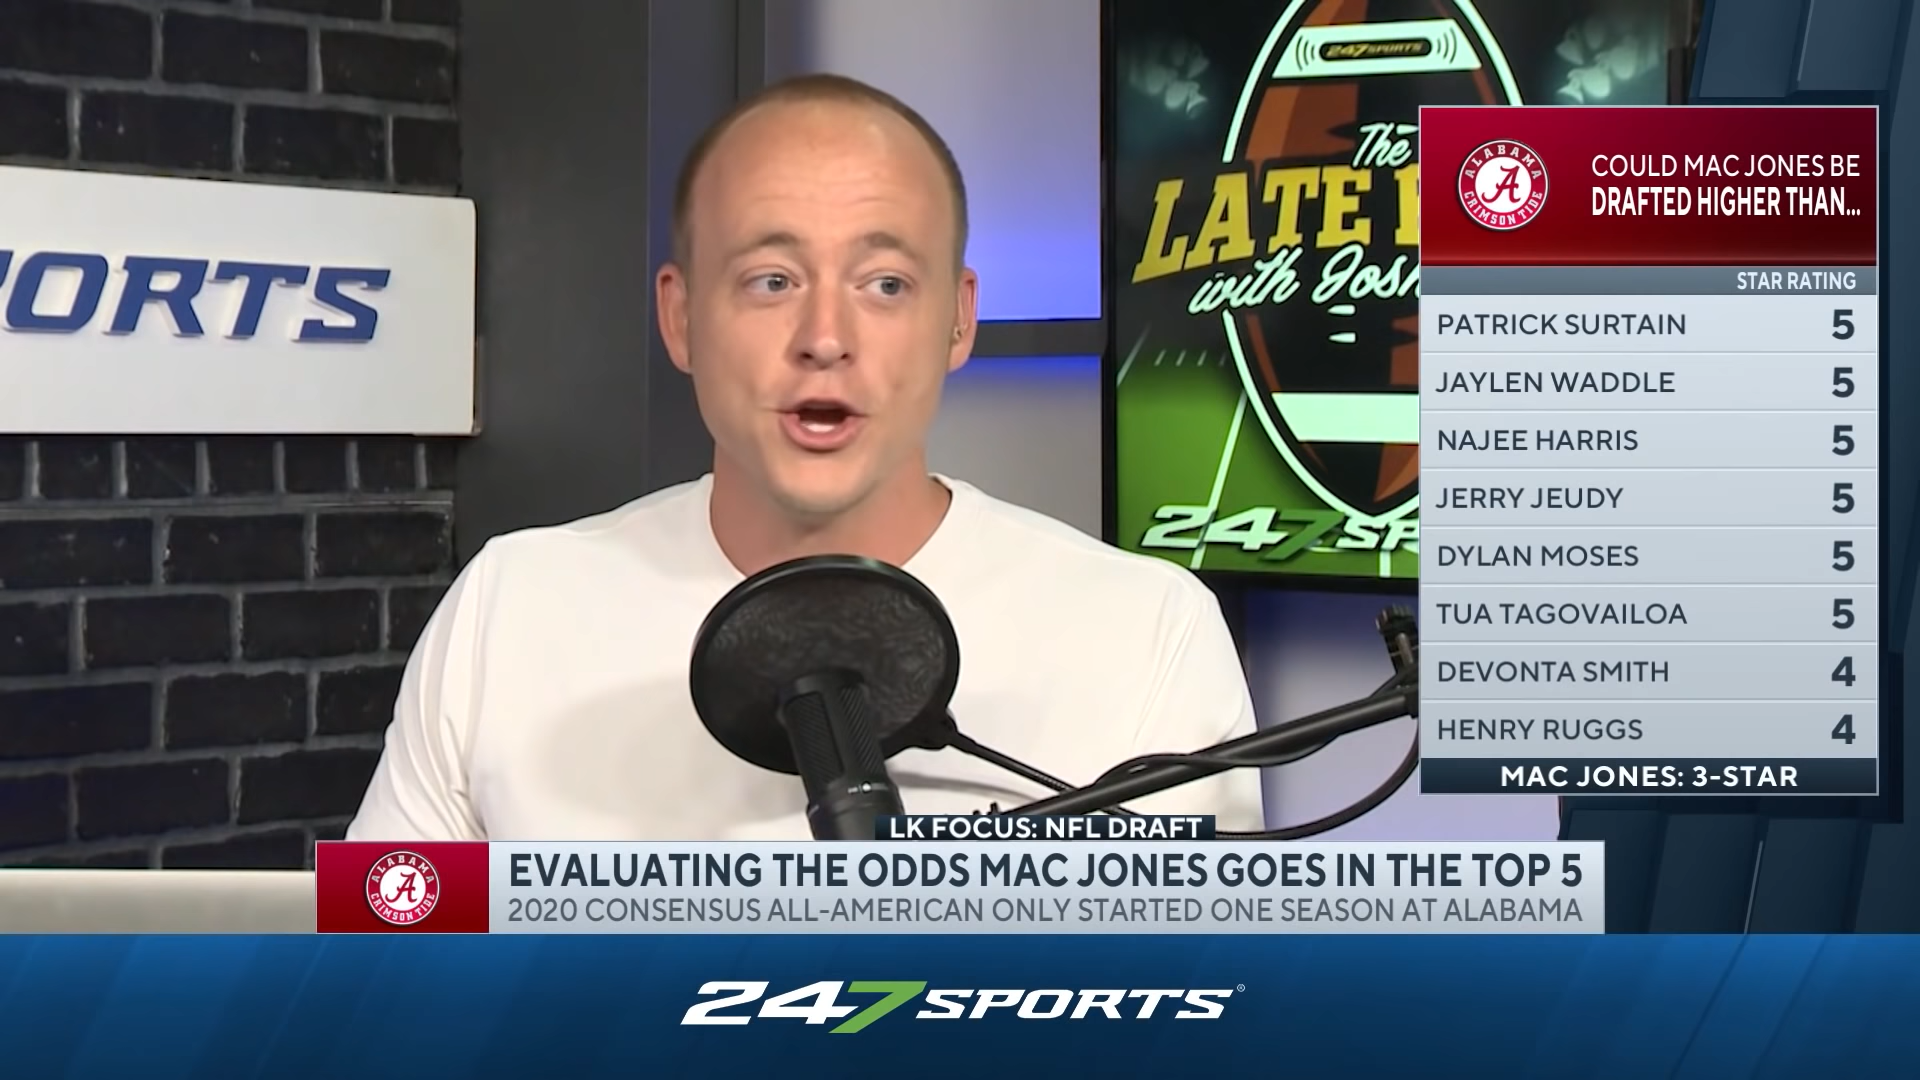 ORTS
247SPORTS
The
LATE
with Josh
247SP
ALABAMA
A
CRIMSON TIDE
COULD MAC JONES BE
DRAFTED HIGHER THAN...
STAR RATING
PATRICK SURTAIN 5
JAYLEN WADDLE 5
NAJEE HARRIS 5
JERRY JEUDY 5
DYLAN MOSES 5
TUA TAGOVAILOA 5
DEVONTA SMITH 4
HENRY RUGGS 4
MAC JONES: 3-STAR
LK FOCUS: NFL DRAFT
ALABAMA
A
CRIMSON TIDE
EVALUATING THE ODDS MAC JONES GOES IN THE TOP 5
2020 CONSENSUS ALL-AMERICAN ONLY STARTED ONE SEASON AT ALABAMA
247SPORTS®